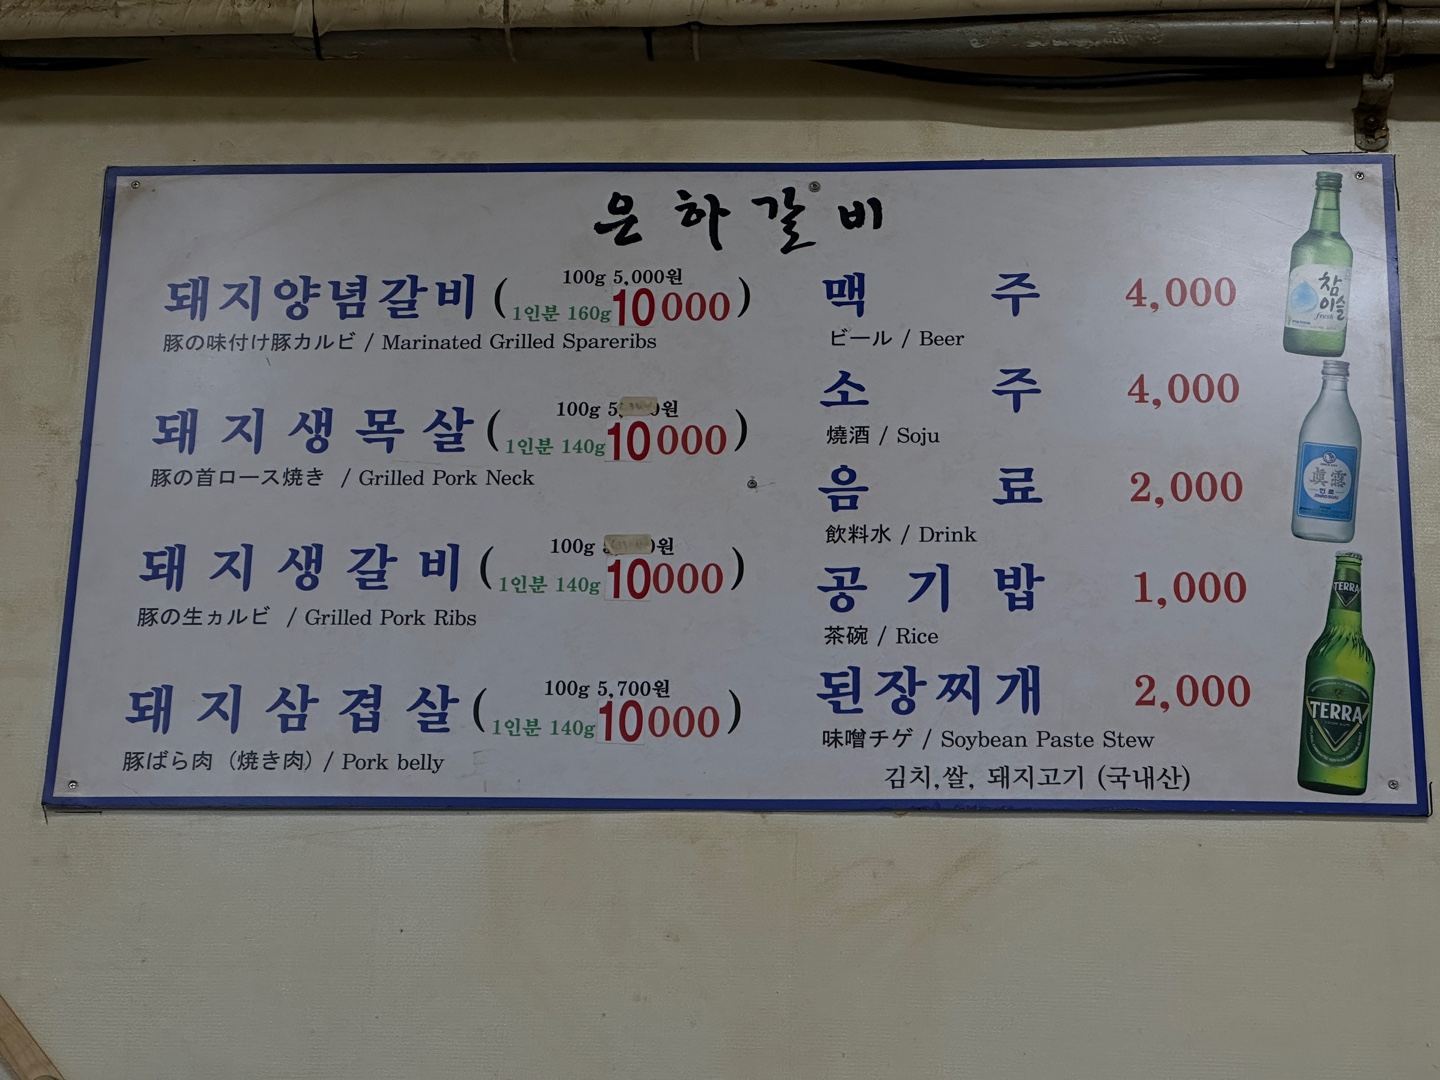 은하갈비
돼지양념갈비 ( 100g 5,000원
1인분 160g 10000 )
豚の味付け豚カルビ / Marinated Grilled Spareribs
돼지생목살 ( 100g 원
1인분 140g 10000 )
豚の首ロース焼き / Grilled Pork Neck
돼지생갈비 ( 100g 원
1인분 140g 10000 )
豚の生ヵルビ / Grilled Pork Ribs
돼지삼겹살 ( 100g 5,700원
1인분 140g 10000 )
豚ばら肉 (焼き肉) / Pork belly
맥주 4,000
ビール / Beer
소주 4,000
燒酒 / Soju
음료 2,000
飲料水 / Drink
공기밥 1,000
茶碗 / Rice
된장찌개 2,000
味噌チゲ / Soybean Paste Stew
김치,쌀, 돼지고기 (국내산)
참
이슬
fresh
眞露
진로
TERRA
TERRA